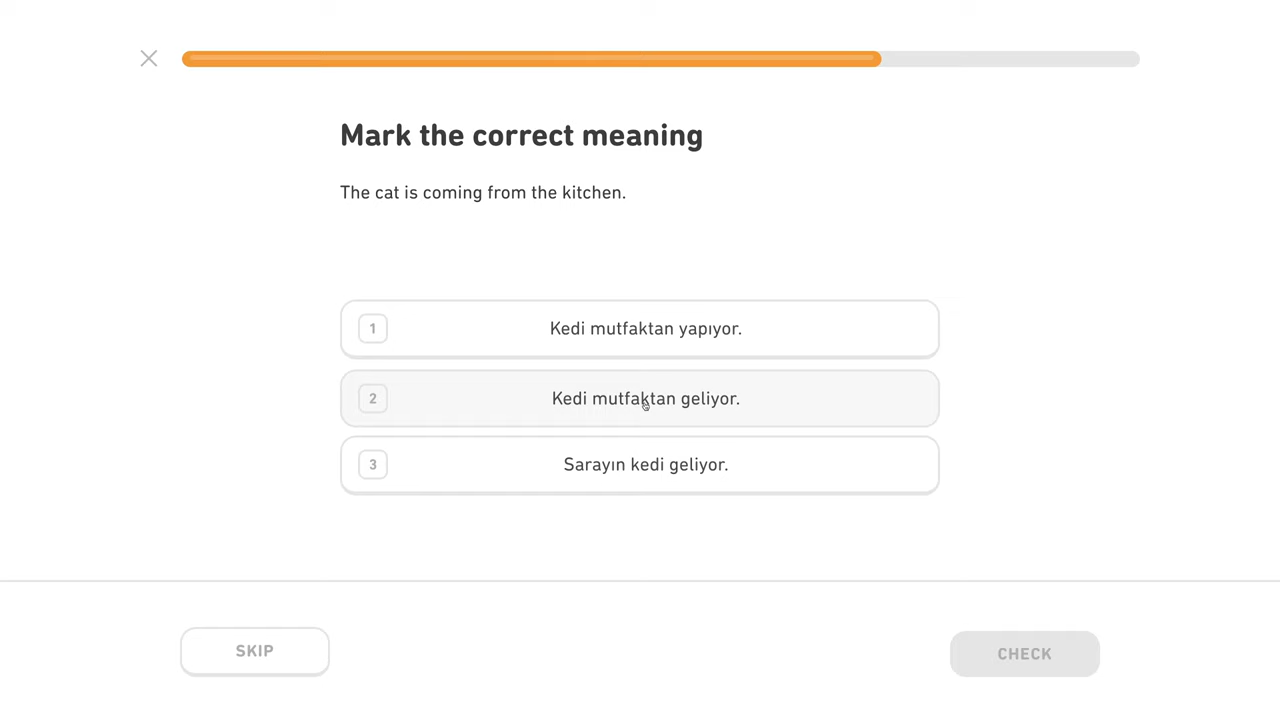 Mark the correct meaning
The cat is coming from the kitchen.
1 Kedi mutfaktan yapıyor.
2 Kedi mutfaktan geliyor.
3 Sarayın kedi geliyor.
SKIP CHECK